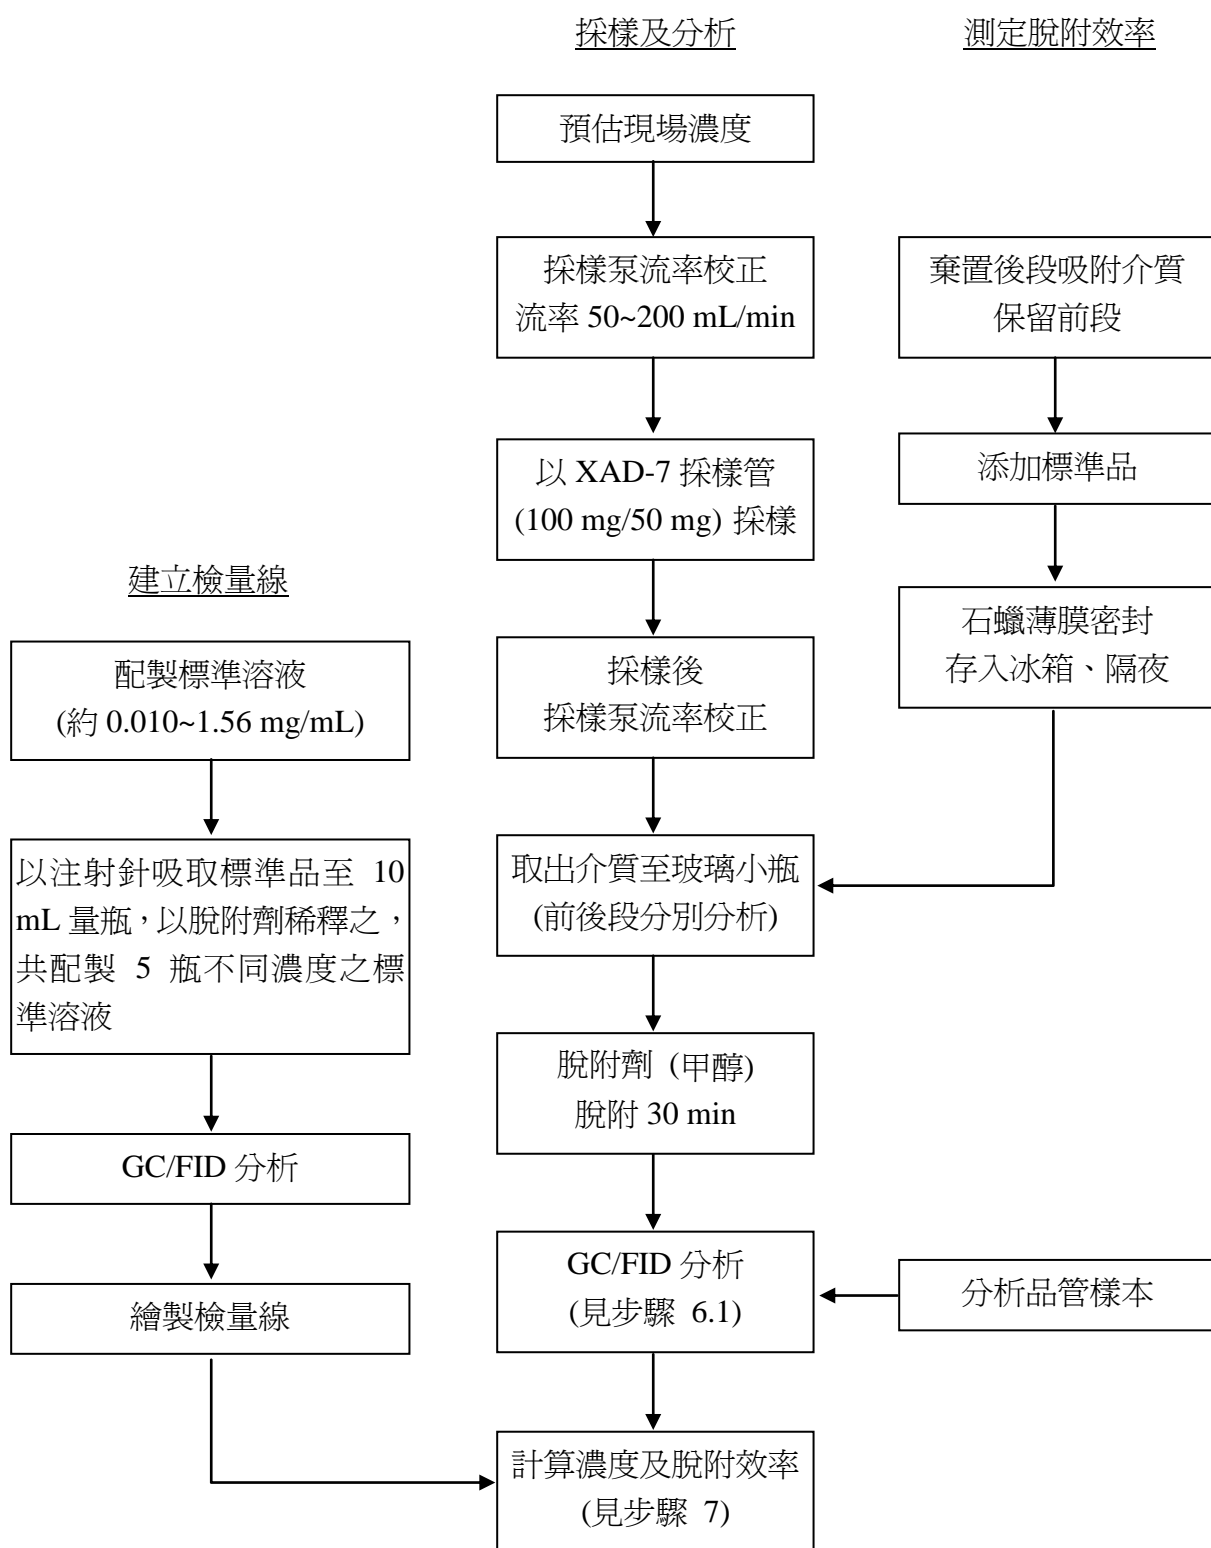 採樣及分析
測定脫附效率
預估現場濃度
採樣泵流率校正
流率 50~200 mL/min
棄置後段吸附介質
保留前段
以 XAD-7 採樣管
(100 mg/50 mg) 採樣
添加標準品
建立檢量線
石蠟薄膜密封
存入冰箱、隔夜
配製標準溶液
(約 0.010~1.56 mg/mL)
採樣後
採樣泵流率校正
以注射針吸取標準品至 10
mL 量瓶，以脫附劑稀釋之，
共配製 5 瓶不同濃度之標
準溶液
取出介質至玻璃小瓶
(前後段分別分析)
脫附劑 (甲醇)
脫附 30 min
GC/FID 分析
GC/FID 分析
(見步驟 6.1)
分析品管樣本
繪製檢量線
計算濃度及脫附效率
(見步驟 7)